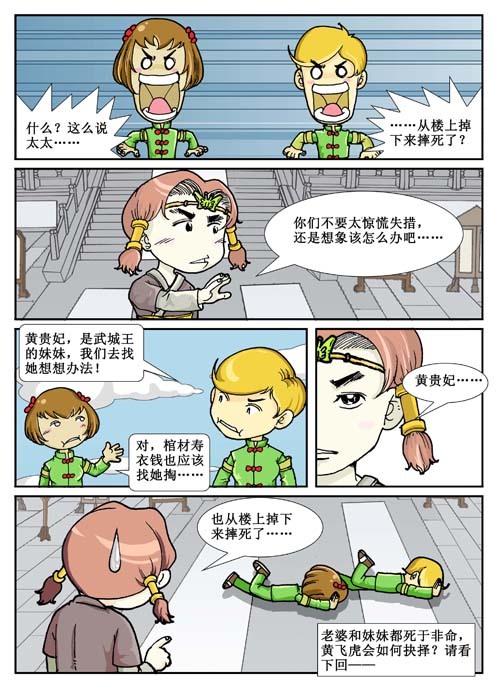 什么？这么说
太太……
……从楼上掉
下来摔死了？
你们不要太惊慌失措，
还是想象该怎么办吧……
黄贵妃，是武城王
的妹妹，我们去找
她想想办法！
对，棺材寿
衣钱也应该
找她掏……
黄贵妃……
也从楼上掉下
来摔死了……
老婆和妹妹都死于非命，
黄飞虎会如何抉择？请看
下回——